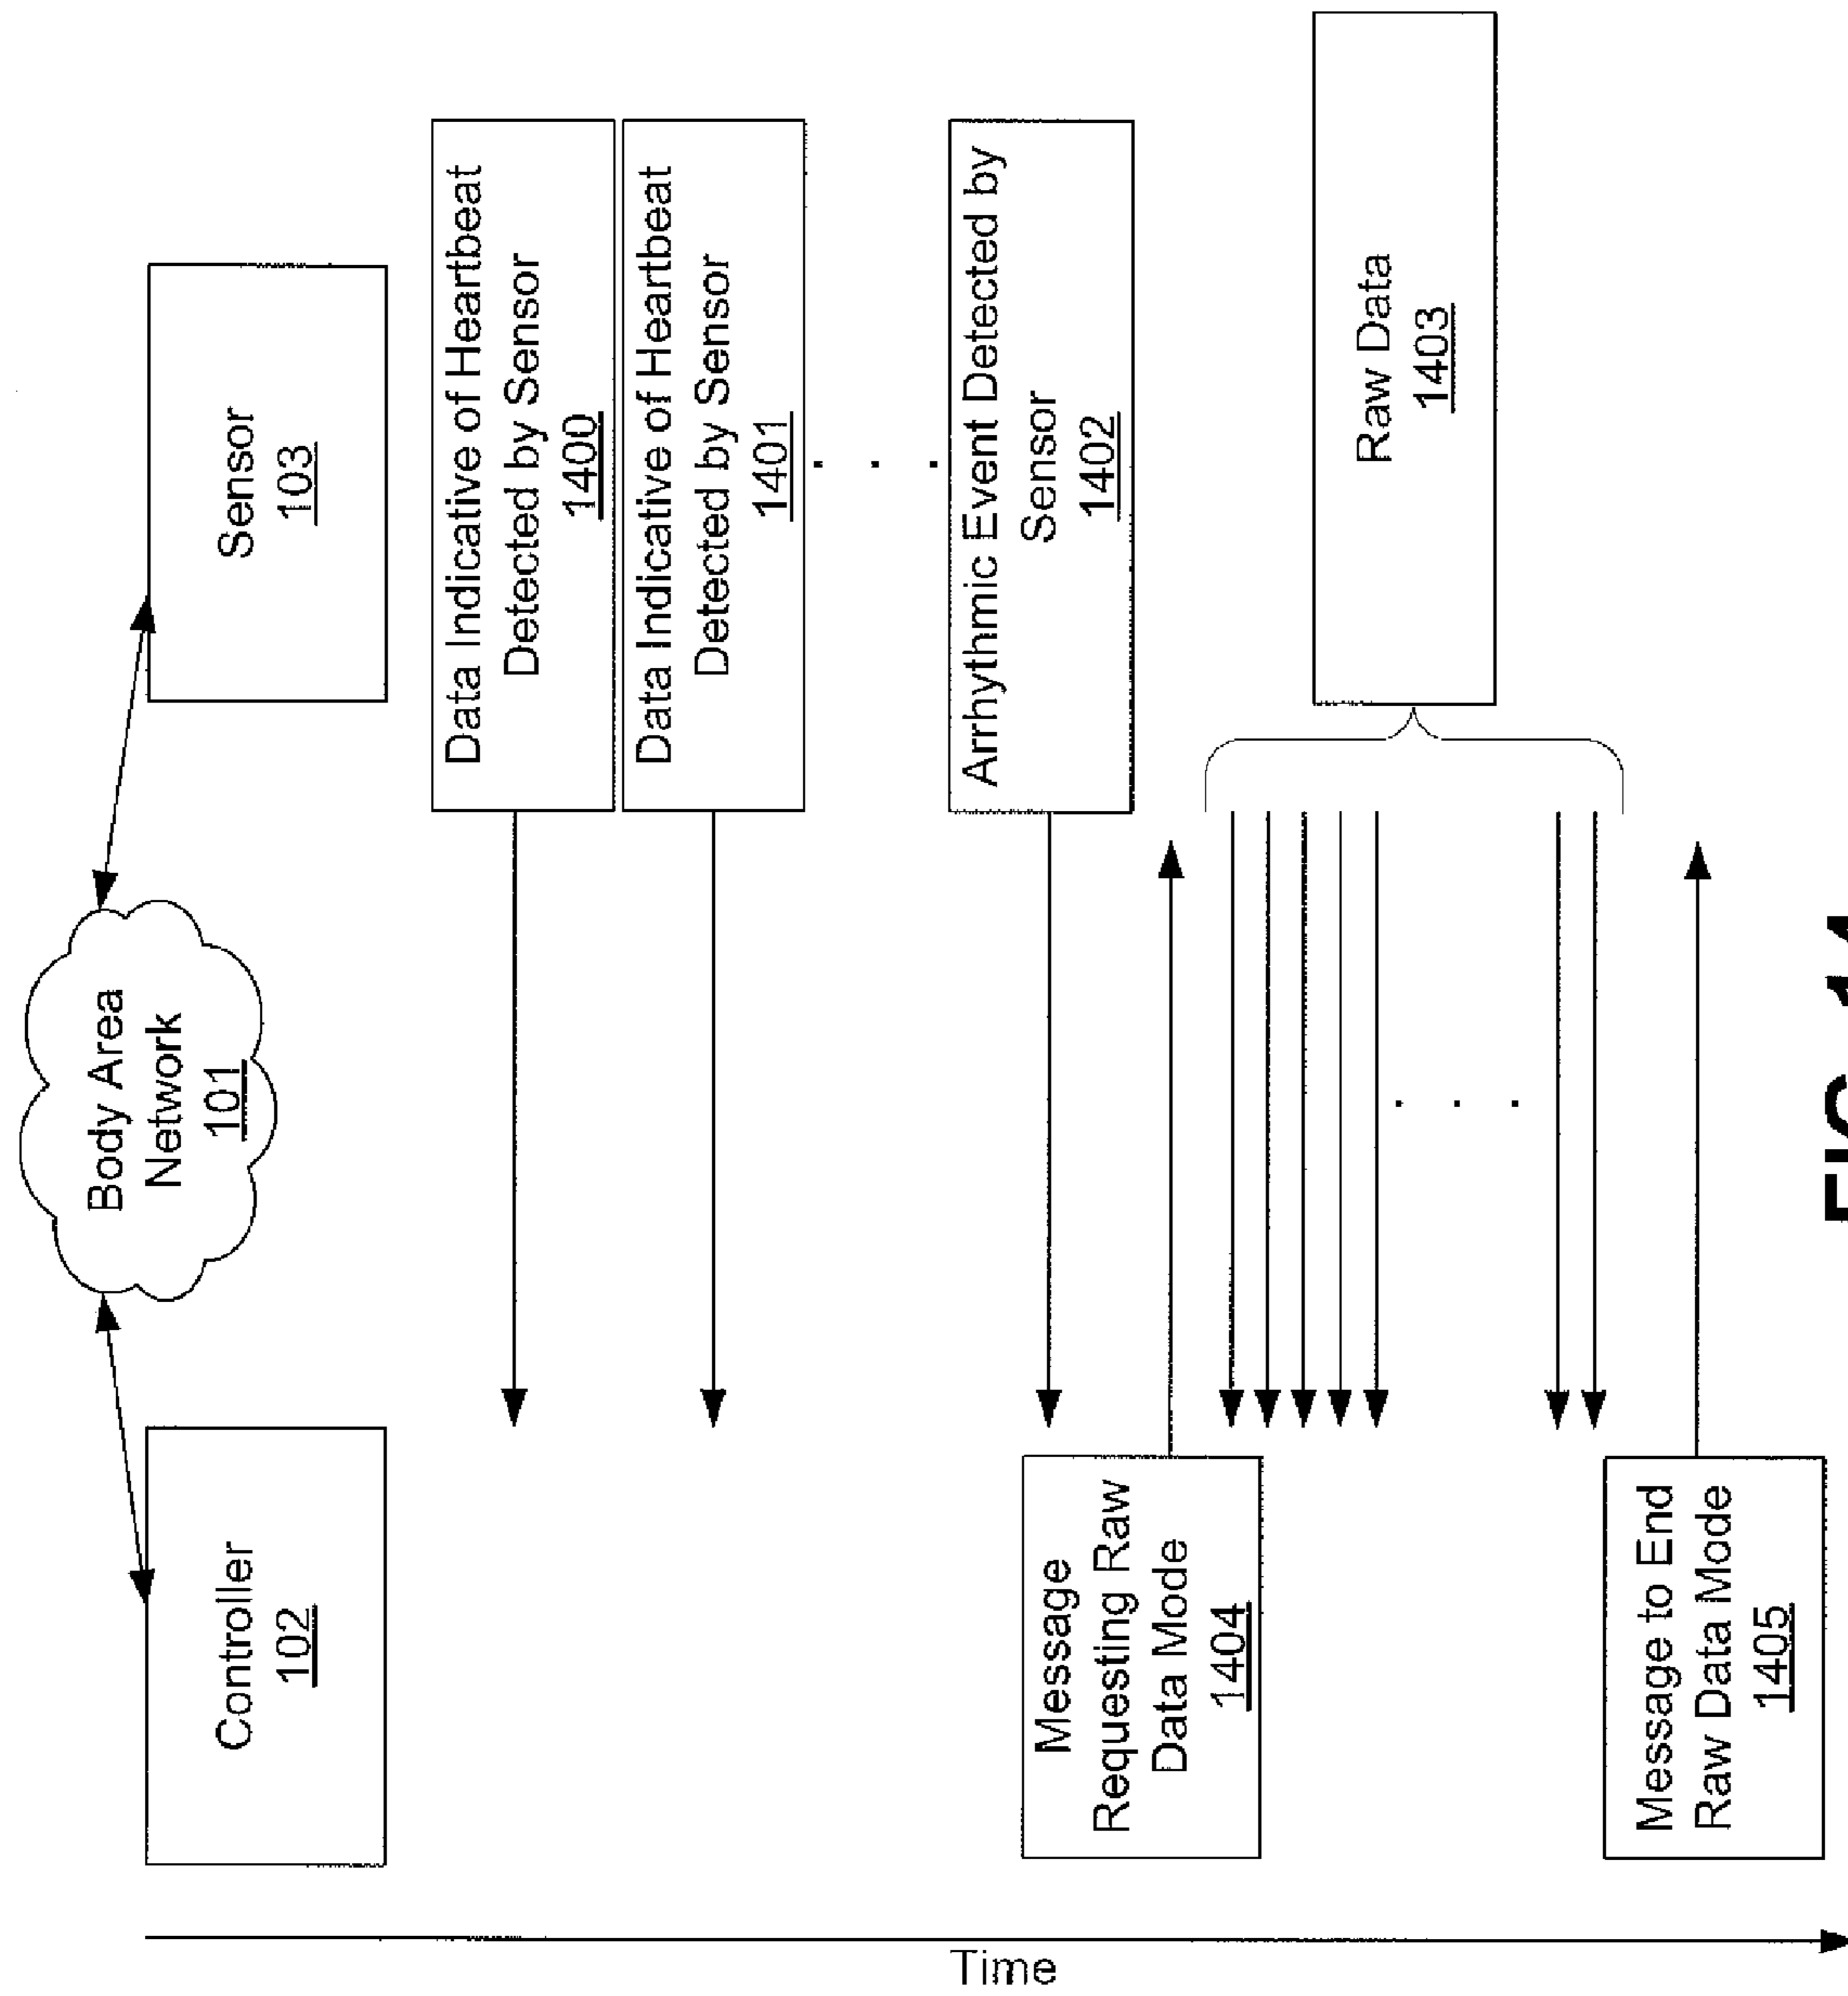 Body Area
Network
101
Controller
102
Sensor
103
Data Indicative of Heartbeat
Detected by Sensor
1400
Data Indicative of Heartbeat
Detected by Sensor
1401
. . .
Arrhythmic Event Detected by
Sensor
1402
Message
Requesting Raw
Data Mode
1404
Raw Data
1403
. . .
Message to End
Raw Data Mode
1405
Time